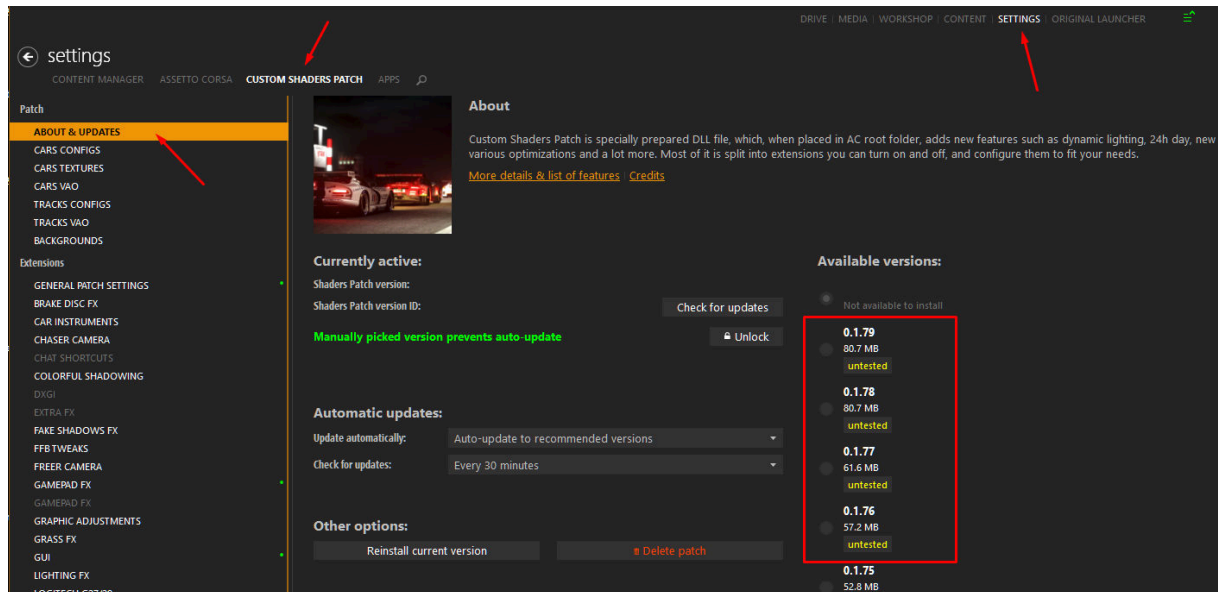 DRIVE | MEDIA | WORKSHOP | CONTENT | SETTINGS | ORIGINAL LAUNCHER
settings
CONTENT MANAGER ASSETTO CORSA CUSTOM SHADERS PATCH APPS
Patch
ABOUT & UPDATES
CARS CONFIGS
CARS TEXTURES
CARS VAO
TRACKS CONFIGS
TRACKS VAO
BACKGROUNDS
Extensions
GENERAL PATCH SETTINGS
BRAKE DISC FX
CAR INSTRUMENTS
CHASER CAMERA
CHAT SHORTCUTS
COLORFUL SHADOWING
DXGI
EXTRA FX
FAKE SHADOWS FX
FFB TWEAKS
FREER CAMERA
GAMEPAD FX
GAMEPAD FX
GRAPHIC ADJUSTMENTS
GRASS FX
GUI
LIGHTING FX
About
Custom Shaders Patch is specially prepared DLL file, which, when placed in AC root folder, adds new features such as dynamic lighting, 24h day, new
various optimizations and a lot more. Most of it is split into extensions you can turn on and off, and configure them to fit your needs.
More details & list of features | Credits
Currently active:
Shaders Patch version:
Shaders Patch version ID:
Check for updates
Manually picked version prevents auto-update
Unlock
Automatic updates:
Update automatically: Auto-update to recommended versions
Check for updates: Every 30 minutes
Other options:
Reinstall current version
Delete patch
Available versions:
Not available to install
0.1.79
80.7 MB
untested
0.1.78
80.7 MB
untested
0.1.77
61.6 MB
untested
0.1.76
57.2 MB
untested
0.1.75
52.8 MB